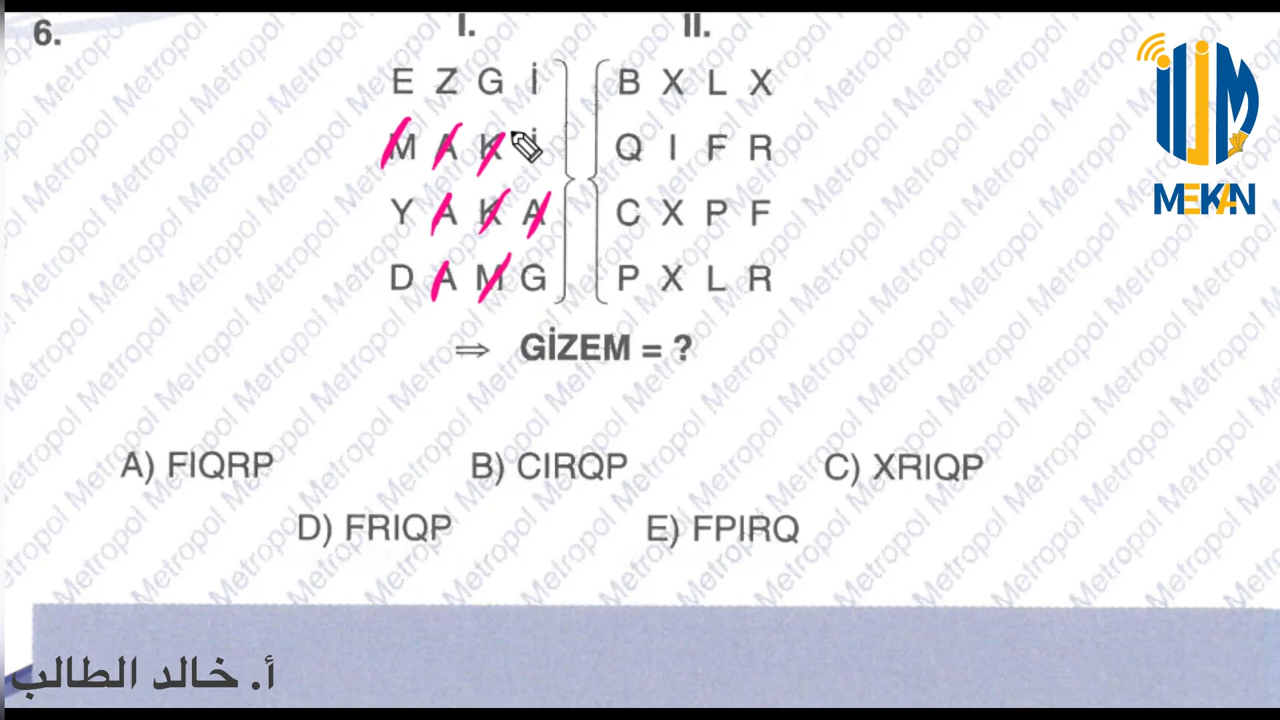 6.
I. II.
E Z G İ B X L X
M A K İ Q I F R
Y A K A C X P F
D A M G P X L R
⇒ GİZEM = ?
A) FIQRP B) CIRQP C) XRIQP
D) FRIQP E) FPIRQ
MEKAN
أ. خالد الطالب